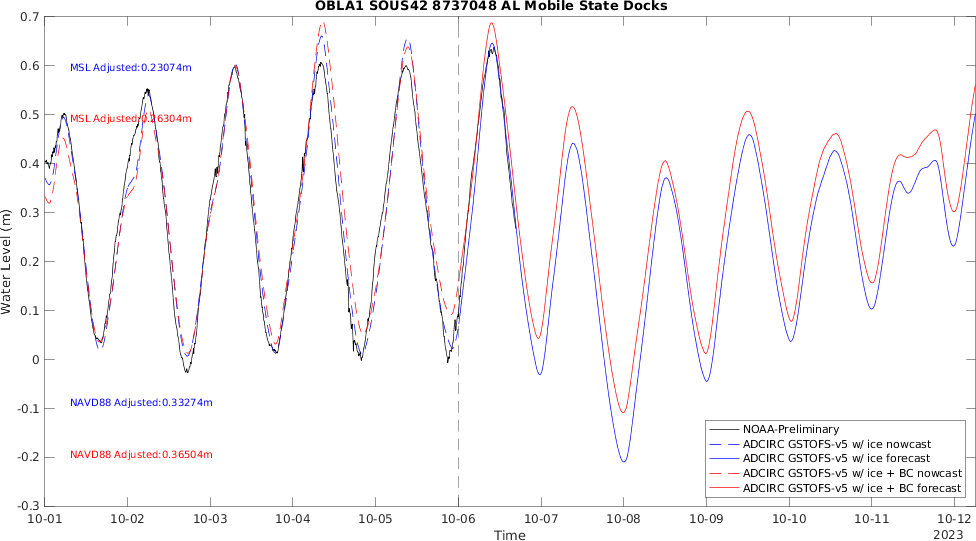 OBLA1 SOUS42 8737048 AL Mobile State Docks
Water Level (m)
0.7
0.6
0.5
0.4
0.3
0.2
0.1
0
-0.1
-0.2
-0.3
MSL Adjusted:0.23074m
MSL Adjusted:0.26304m
NAVD88 Adjusted:0.33274m
NAVD88 Adjusted:0.36504m
NOAA-Preliminary
ADCIRC GSTOFS-v5 w/ ice nowcast
ADCIRC GSTOFS-v5 w/ ice forecast
ADCIRC GSTOFS-v5 w/ ice + BC nowcast
ADCIRC GSTOFS-v5 w/ ice + BC forecast
10-01 10-02 10-03 10-04 10-05 10-06 10-07 10-08 10-09 10-10 10-11 10-12
Time
2023